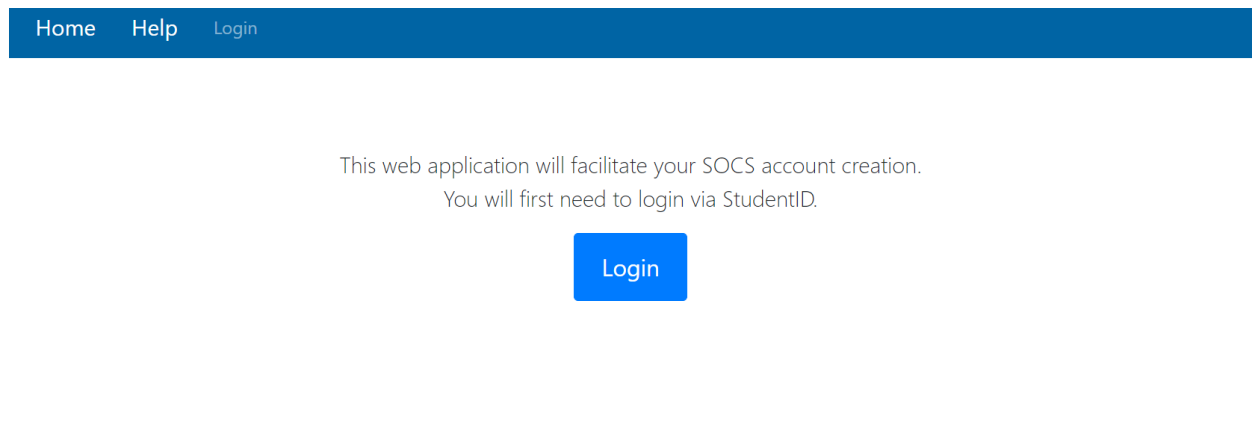 Home Help Login
This web application will facilitate your SOCS account creation.
You will first need to login via StudentID.
Login